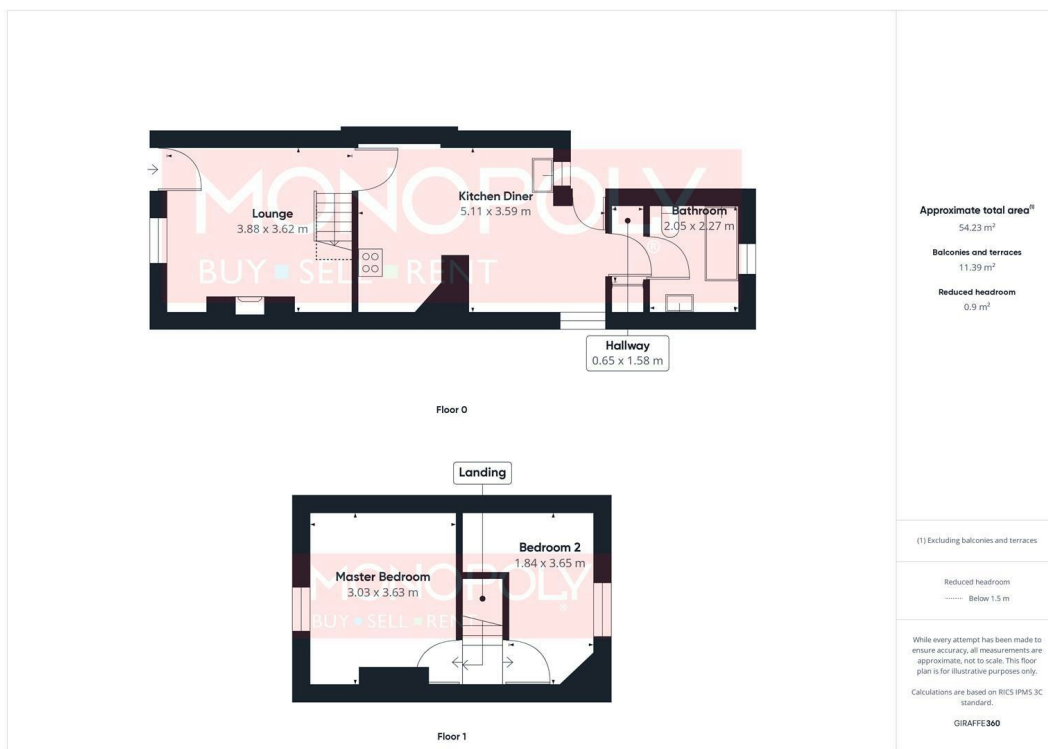 MONOPOLY
BUY SELL RENT
®
Lounge
3.88 x 3.62 m
Kitchen Diner
5.11 x 3.59 m
Bathroom
2.05 x 2.27 m
Hallway
0.65 x 1.58 m
Floor 0
Landing
MONOPOLY
BUY SELL RENT
Master Bedroom
3.03 x 3.63 m
Bedroom 2
1.84 x 3.65 m
Floor 1
Approximate total area⁽¹⁾
54.23 m²
Balconies and terraces
11.39 m²
Reduced headroom
0.9 m²
(1) Excluding balconies and terraces
Reduced headroom
Below 1.5 m
While every attempt has been made to
ensure accuracy, all measurements are
approximate, not to scale. This floor
plan is for illustrative purposes only.
Calculations are based on RICS IPMS 3C
standard.
GIRAFFE360